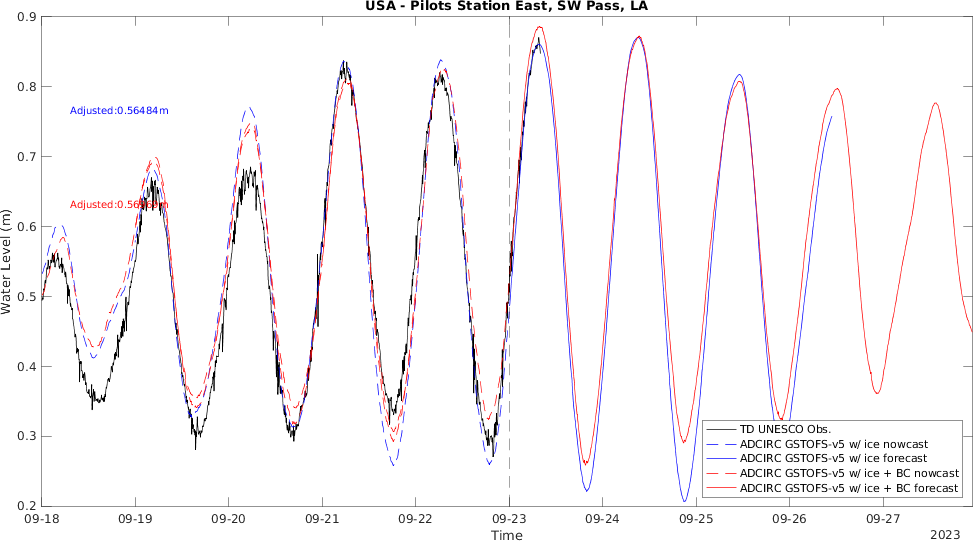 USA - Pilots Station East, SW Pass, LA
0.9
0.8
0.7
0.6
0.5
0.4
0.3
0.2
Water Level (m)
Adjusted:0.56484m
09-18
09-19
09-20
09-21
09-22
09-23
09-24
09-25
09-26
09-27
Time
2023
TD UNESCO Obs.
ADCIRC GSTOFS-v5 w/ ice nowcast
ADCIRC GSTOFS-v5 w/ ice forecast
ADCIRC GSTOFS-v5 w/ ice + BC nowcast
ADCIRC GSTOFS-v5 w/ ice + BC forecast